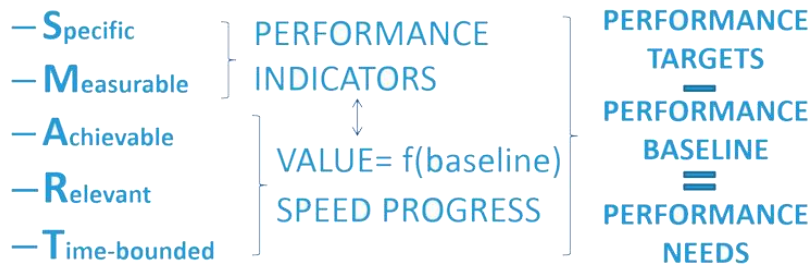 – Specific
– Measurable
– Achievable
– Relevant
– Time-bounded
PERFORMANCE
INDICATORS
VALUE= f(baseline)
SPEED PROGRESS
PERFORMANCE
TARGETS
–
PERFORMANCE
BASELINE
=
PERFORMANCE
NEEDS